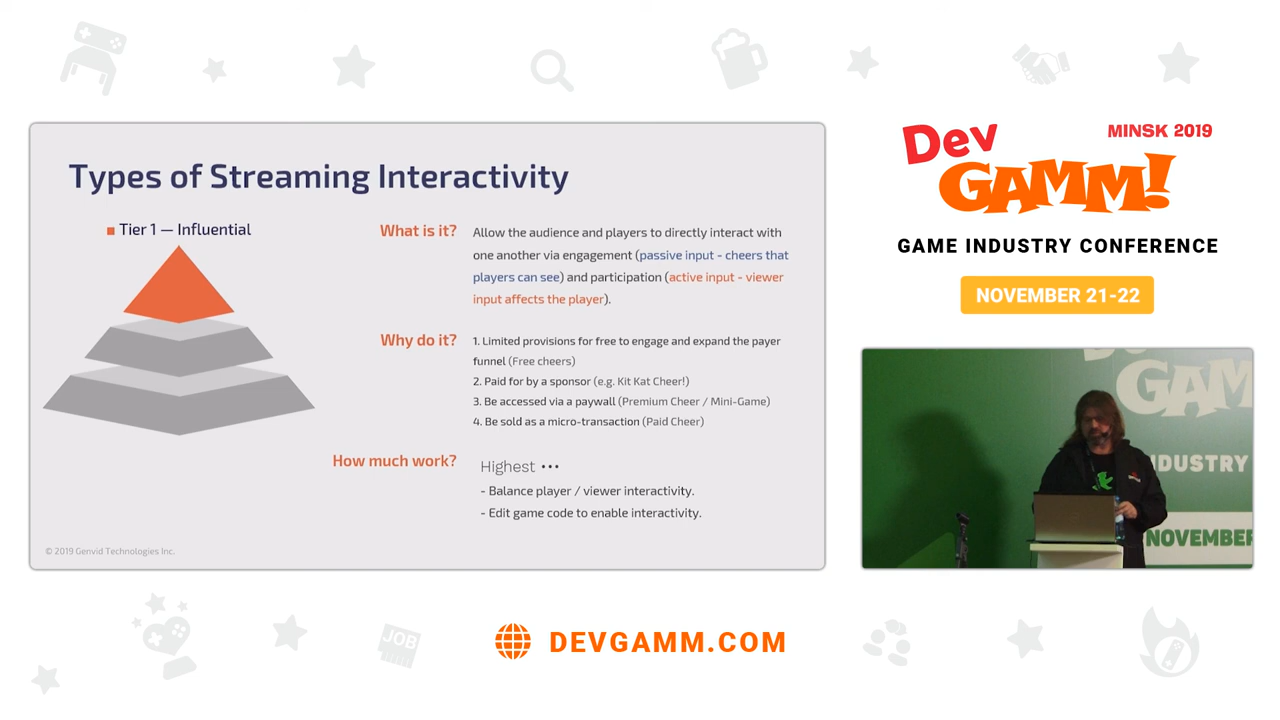 Types of Streaming Interactivity
Tier 1 — Influential
What is it?
Allow the audience and players to directly interact with
one another via engagement (passive input - cheers that
players can see) and participation (active input - viewer
input affects the player).
Why do it?
1. Limited provisions for free to engage and expand the payer
funnel (Free cheers)
2. Paid for by a sponsor (e.g. Kit Kat Cheer!)
3. Be accessed via a paywall (Premium Cheer / Mini-Game)
4. Be sold as a micro-transaction (Paid Cheer)
How much work?
Highest •••
- Balance player / viewer interactivity.
- Edit game code to enable interactivity.
© 2019 Genvid Technologies Inc.
Dev
GAMM!
MINSK 2019
GAME INDUSTRY CONFERENCE
NOVEMBER 21-22
GAM
INDUSTRY
NOVEMBER
JOB
DEVGAMM.COM